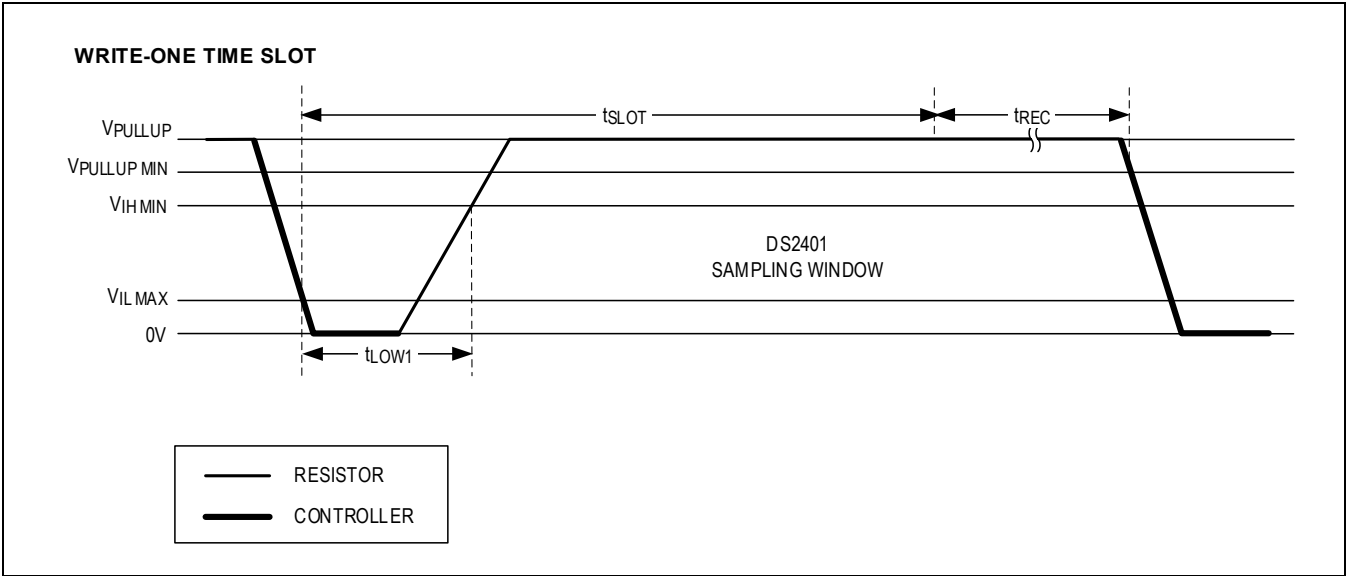 WRITE-ONE TIME SLOT
tSLOT
tREC
VPULLUP
VPULLUP MIN
VIH MIN
DS2401
SAMPLING WINDOW
VIL MAX
0V
tLOW1
RESISTOR
CONTROLLER